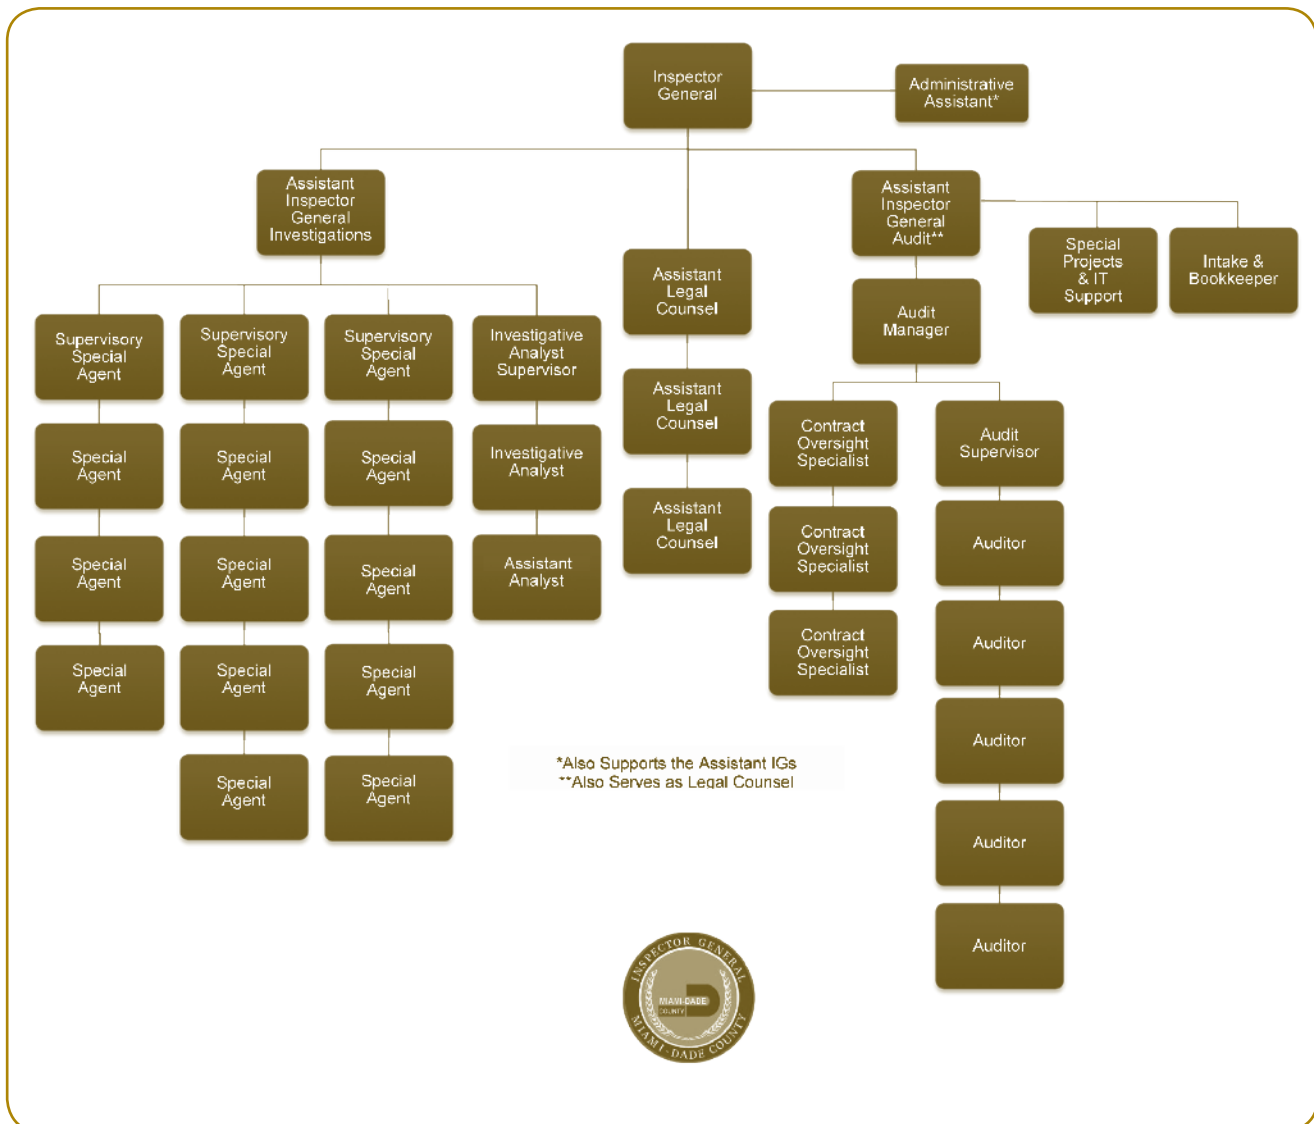 Inspector
General
Administrative
Assistant*
Assistant
Inspector
General
Investigations
Assistant
Legal
Counsel
Assistant
Inspector
General
Audit**
Special
Projects
& IT
Support
Intake &
Bookkeeper
Supervisory
Special
Agent
Supervisory
Special
Agent
Supervisory
Special
Agent
Investigative
Analyst
Supervisor
Audit
Manager
Special
Agent
Special
Agent
Special
Agent
Investigative
Analyst
Assistant
Legal
Counsel
Contract
Oversight
Specialist
Audit
Supervisor
Special
Agent
Special
Agent
Special
Agent
Assistant
Analyst
Assistant
Legal
Counsel
Contract
Oversight
Specialist
Auditor
Special
Agent
Special
Agent
Special
Agent
Contract
Oversight
Specialist
Auditor
Special
Agent
Special
Agent
Auditor
Auditor
Auditor
*Also Supports the Assistant IGs
**Also Serves as Legal Counsel
INSPECTOR GENERAL
MIAMI-DADE
COUNTY
MIAMI-DADE COUNTY